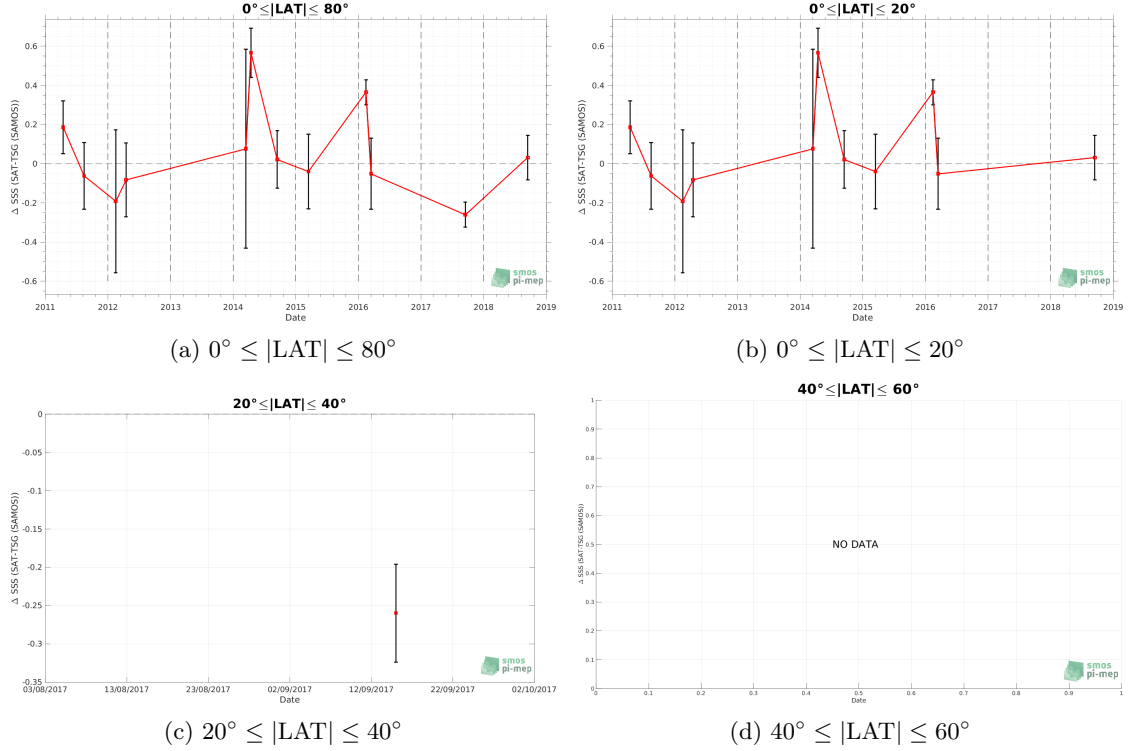 0°≤|LAT|≤ 80°
Δ SSS (SAT-TSG (SAMOS))
0.6
0.4
0.2
0
-0.2
-0.4
-0.6
2011 2012 2013 2014 2015 2016 2017 2018 2019
Date
smos
pi-mep
(a) 0° ≤ |LAT| ≤ 80°
0°≤|LAT|≤ 20°
Δ SSS (SAT-TSG (SAMOS))
0.6
0.4
0.2
0
-0.2
-0.4
-0.6
2011 2012 2013 2014 2015 2016 2017 2018 2019
Date
smos
pi-mep
(b) 0° ≤ |LAT| ≤ 20°
20°≤|LAT|≤ 40°
Δ SSS (SAT-TSG (SAMOS))
0
-0.05
-0.1
-0.15
-0.2
-0.25
-0.3
-0.35
03/08/2017 13/08/2017 23/08/2017 02/09/2017 12/09/2017 22/09/2017 02/10/2017
Date
smos
pi-mep
(c) 20° ≤ |LAT| ≤ 40°
40°≤|LAT|≤ 60°
Δ SSS (SAT-TSG (SAMOS))
1
0.9
0.8
0.7
0.6
0.5
0.4
0.3
0.2
0.1
0
NO DATA
0 0.1 0.2 0.3 0.4 0.5 0.6 0.7 0.8 0.9 1
Date
smos
pi-mep
(d) 40° ≤ |LAT| ≤ 60°